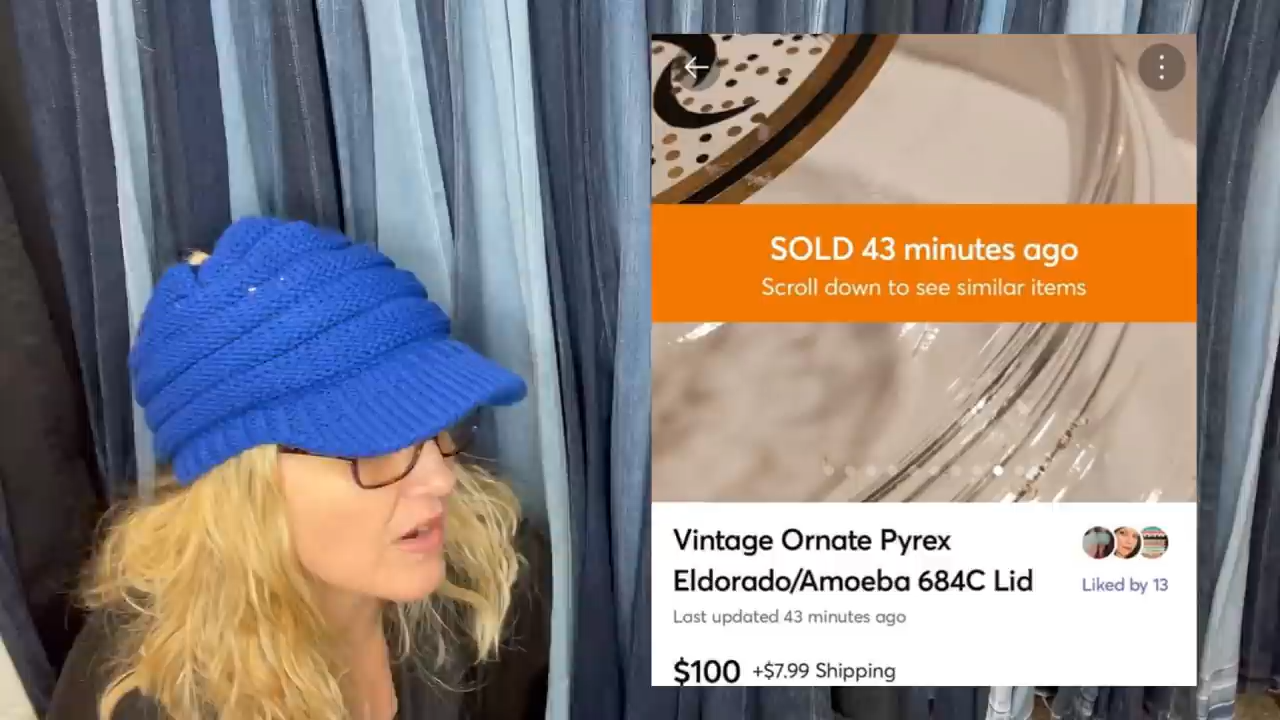 SOLD 43 minutes ago
Scroll down to see similar items
Vintage Ornate Pyrex
Eldorado/Amoeba 684C Lid
Liked by 13
Last updated 43 minutes ago
$100 +$7.99 Shipping